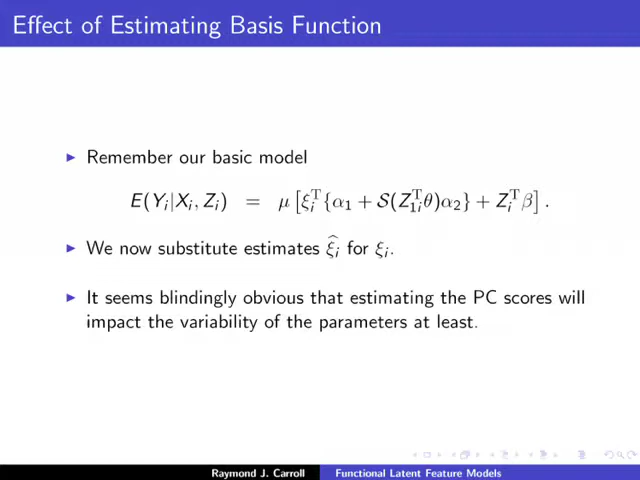 Effect of Estimating Basis Function
▶ Remember our basic model
E(Y_i|X_i, Z_i) = μ[ξ_i^T{α_1 + S(Z_{1i}^T θ)α_2} + Z_i^T β].
▶ We now substitute estimates ξ̂_i for ξ_i.
▶ It seems blindingly obvious that estimating the PC scores will
impact the variability of the parameters at least.
Raymond J. Carroll Functional Latent Feature Models